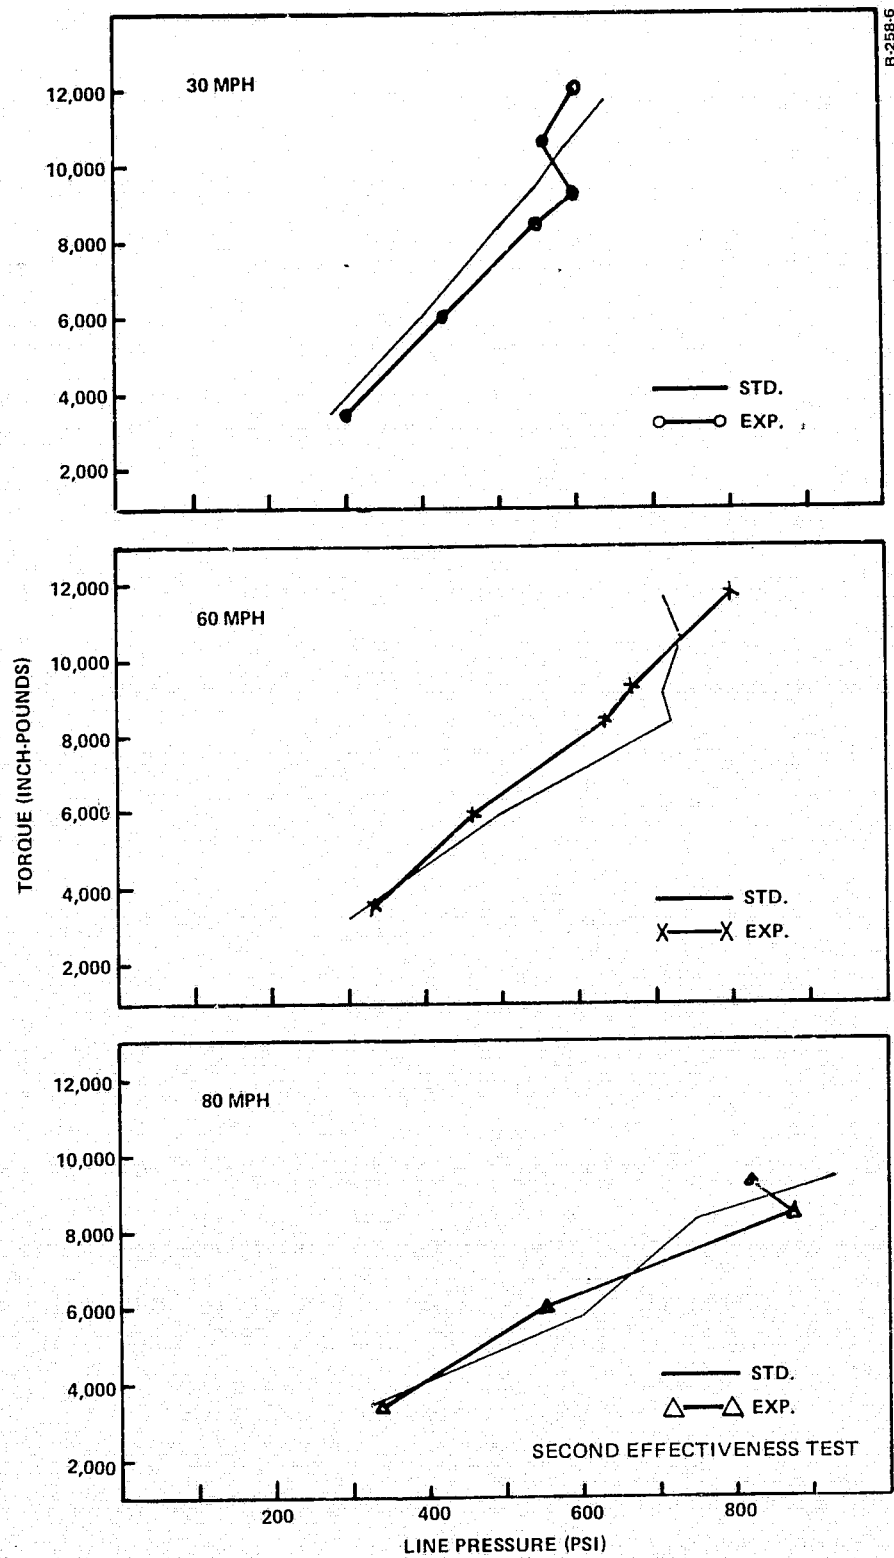 R-258-6
30 MPH
12,000
10,000
8,000
6,000
4,000
2,000
STD.
EXP.
TORQUE (INCH-POUNDS)
60 MPH
12,000
10,000
8,000
6,000
4,000
2,000
STD.
EXP.
80 MPH
12,000
10,000
8,000
6,000
4,000
2,000
STD.
EXP.
SECOND EFFECTIVENESS TEST
200 400 600 800
LINE PRESSURE (PSI)